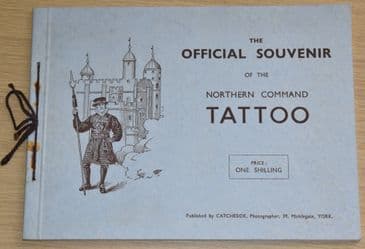 THE
OFFICIAL SOUVENIR
OF THE
NORTHERN COMMAND
TATTOO
PRICE:
ONE SHILLING
Published by CATCHESIDE, Photographer, 39, Micklegate, YORK.